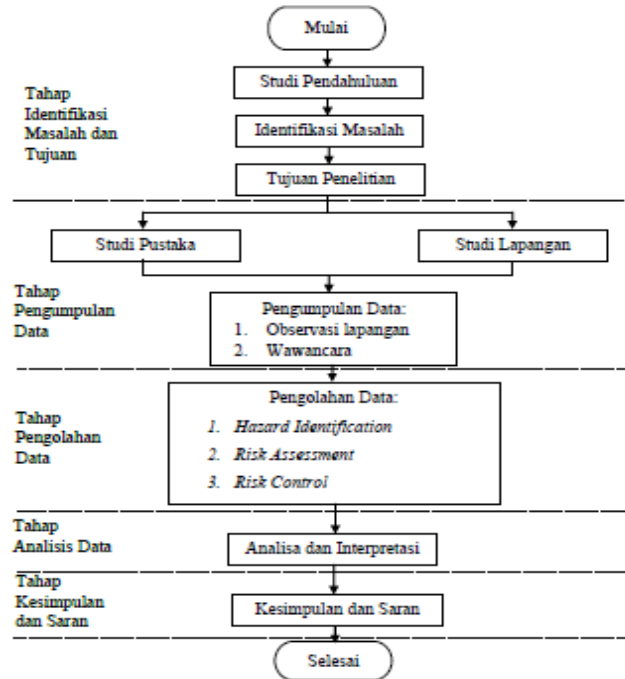 Mulai
Tahap
Identifikasi
Masalah dan
Tujuan
Studi Pendahuluan
Identifikasi Masalah
Tujuan Penelitian
Studi Pustaka
Studi Lapangan
Tahap
Pengumpulan
Data
Pengumpulan Data:
1. Observasi lapangan
2. Wawancara
Tahap
Pengolahan
Data
Pengolahan Data:
1. Hazard Identification
2. Risk Assessment
3. Risk Control
Tahap
Analisis Data
Analisa dan Interpretasi
Tahap
Kesimpulan
dan Saran
Kesimpulan dan Saran
Selesai